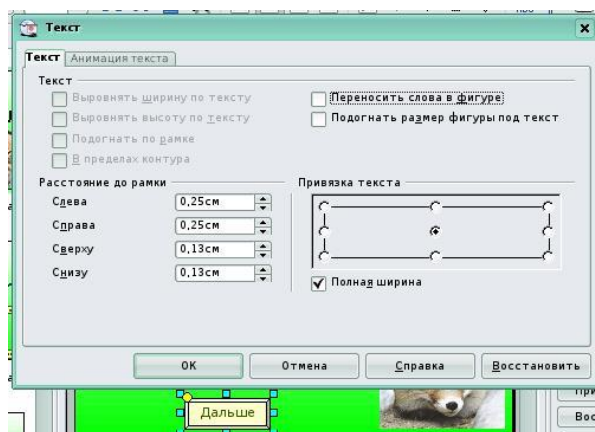 Текст
Текст Анимация текста
Текст
Выровнять ширину по тексту
Переносить слова в фигуре
Выровнять высоту по тексту
Подогнать размер фигуры под текст
Подогнать по рамке
В пределах контура
Расстояние до рамки
Привязка текста
Слева 0,25см
Справа 0,25см
Сверху 0,13см
Снизу 0,13см
Полная ширина
ОК Отмена Справка Восстановить
Дальше